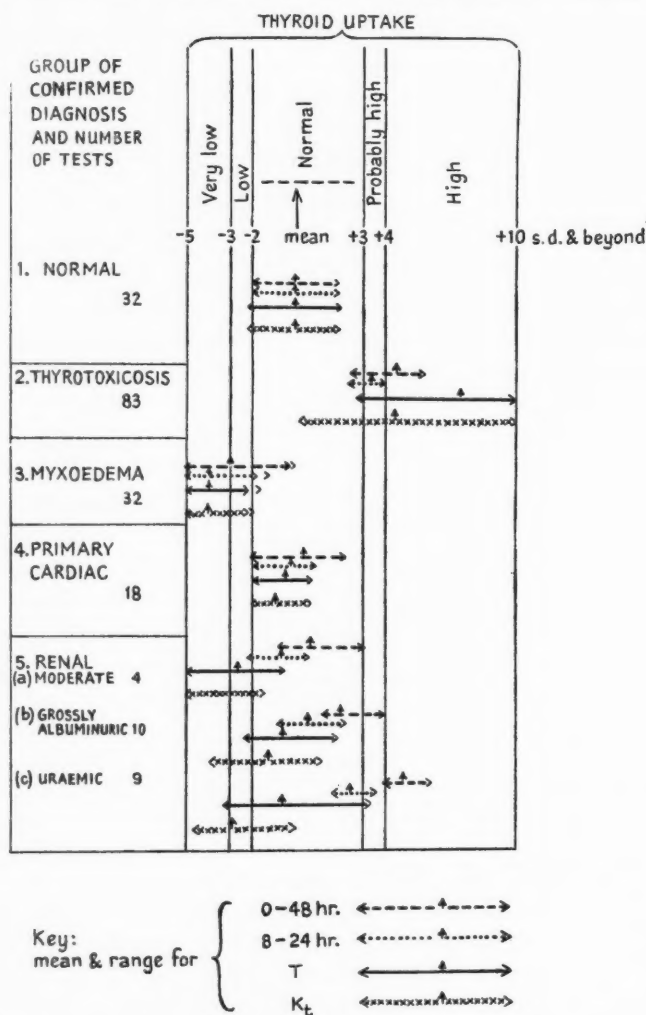 THYROID UPTAKE
GROUP OF
CONFIRMED
DIAGNOSIS
AND NUMBER
OF TESTS
Very low
Low
Normal
Probably high
High
-5 -3 -2 mean +3 +4 +10 s.d. & beyond
1. NORMAL
32
2. THYROTOXICOSIS
83
3. MYXOEDEMA
32
4. PRIMARY
CARDIAC
18
5. RENAL
(a) MODERATE 4
(b) GROSSLY
ALBUMINURIC 10
(c) URAEMIC 9
Key:
mean & range for
0-48 hr.
8-24 hr.
T
Kt